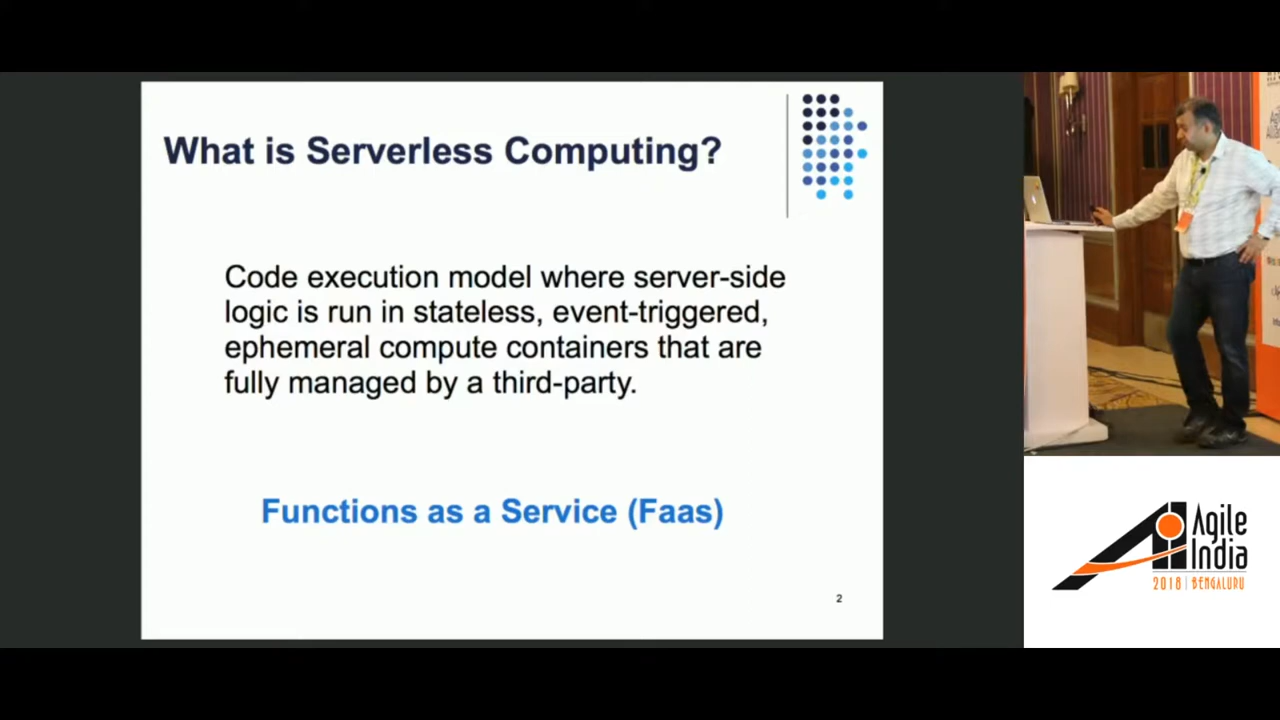 What is Serverless Computing?
Code execution model where server-side
logic is run in stateless, event-triggered,
ephemeral compute containers that are
fully managed by a third-party.
Functions as a Service (Faas)
2
Agile
India
2018 | BENGALURU